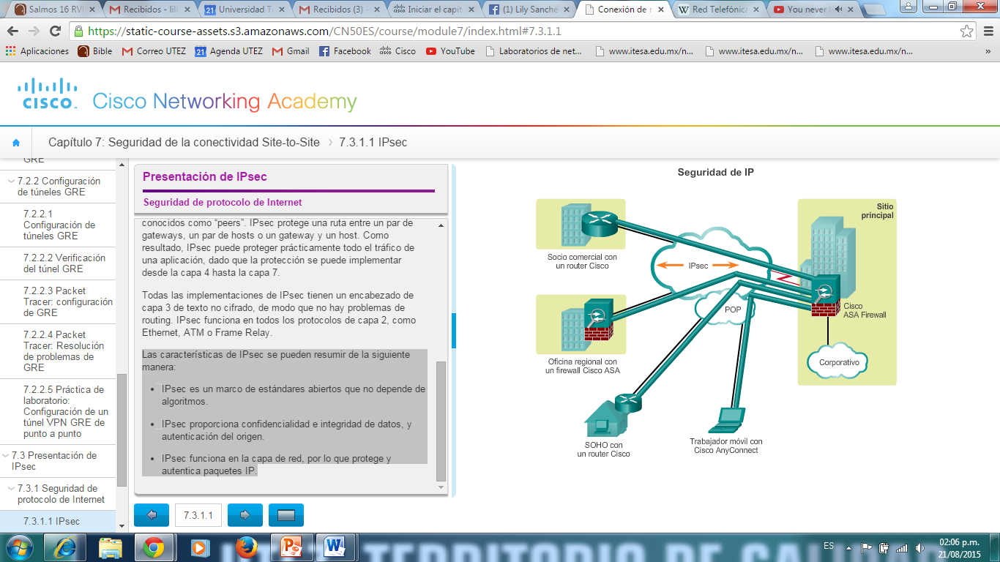 Salmos 16 RV
Recibidos - lili
Universidad T
Recibidos (3) -
Iniciar el capít
(1) Lily Sanche
Conexión de r
Red Telefónica
You never
https://static-course-assets.s3.amazonaws.com/CN50ES/course/module7/index.html#7.3.1.1
Aplicaciones
Bible
Correo UTEZ
21 Agenda UTEZ
Gmail
Facebook
Cisco
YouTube
Laboratorios de net...
www.itesa.edu.mx/n...
www.itesa.edu.mx/n...
www.itesa.edu.mx/n...
»
CISCO
Cisco Networking Academy
Capítulo 7: Seguridad de la conectividad Site-to-Site › 7.3.1.1 IPsec
GRE
7.2.2 Configuración
de túneles GRE
7.2.2.1
Configuración de
túneles GRE
7.2.2.2 Verificación
del túnel GRE
7.2.2.3 Packet
Tracer: configuración
de GRE
7.2.2.4 Packet
Tracer: Resolución
de problemas de
GRE
7.2.2.5 Práctica de
laboratorio:
Configuración de un
túnel VPN GRE de
punto a punto
7.3 Presentación de
IPsec
7.3.1 Seguridad de
protocolo de Internet
7.3.1.1 IPsec
Presentación de IPsec
Seguridad de protocolo de Internet
conocidos como “peers”. IPsec protege una ruta entre un par de
gateways, un par de hosts o un gateway y un host. Como
resultado, IPsec puede proteger prácticamente todo el tráfico de
una aplicación, dado que la protección se puede implementar
desde la capa 4 hasta la capa 7.
Todas las implementaciones de IPsec tienen un encabezado de
capa 3 de texto no cifrado, de modo que no hay problemas de
routing. IPsec funciona en todos los protocolos de capa 2, como
Ethernet, ATM o Frame Relay.
Las características de IPsec se pueden resumir de la siguiente
manera:
• IPsec es un marco de estándares abiertos que no depende de
algoritmos.
• IPsec proporciona confidencialidad e integridad de datos, y
autenticación del origen.
• IPsec funciona en la capa de red, por lo que protege y
autentica paquetes IP.
7.3.1.1
Seguridad de IP
Socio comercial con
un router Cisco
IPsec
Sitio
principal
POP
Cisco
ASA Firewall
Oficina regional con
un firewall Cisco ASA
Corporativo
SOHO con
un router Cisco
Trabajador móvil con
Cisco AnyConnect
ES
02:06 p.m.
21/08/2015